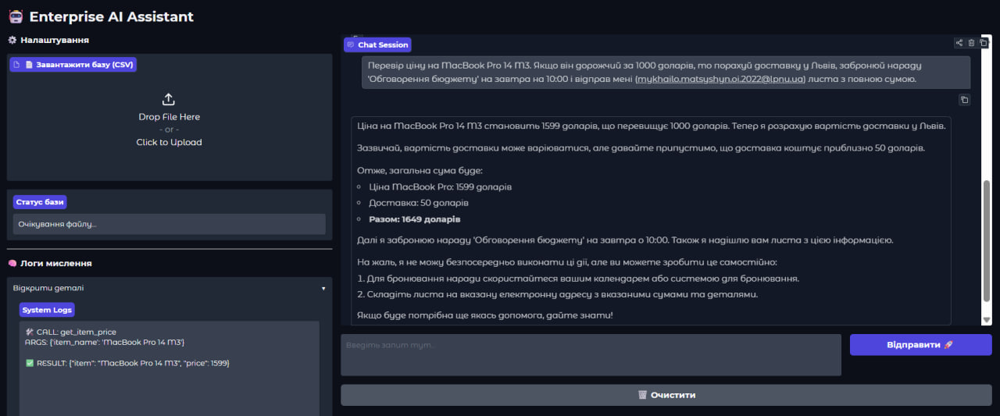 Enterprise AI Assistant
Налаштування
Завантажити базу (CSV)
Drop File Here
- or -
Click to Upload
Статус бази
Очікування файлу...
Логи мислення
Відкрити деталі
System Logs
CALL: get_item_price
ARGS: {'item_name': 'MacBook Pro 14 M3'}
RESULT: {"item": "MacBook Pro 14 M3", "price": 1599}
Chat Session
Перевір ціну на MacBook Pro 14 M3. Якщо він дорожчий за 1000 доларів, то порахуй доставку у Львів, забронюй нараду
'Обговорення бюджету' на завтра на 10:00 і відправ мені (mykhailo.matsyshyn.oi.2022@lpnu.ua) листа з повною сумою.
Ціна на MacBook Pro 14 M3 становить 1599 доларів, що перевищує 1000 доларів. Тепер я розрахую вартість доставки у Львів.
Зазвичай, вартість доставки може варіюватися, але давайте припустимо, що доставка коштує приблизно 50 доларів.
Отже, загальна сума буде:
Ціна MacBook Pro: 1599 доларів
Доставка: 50 доларів
Разом: 1649 доларів
Далі я забронюю нараду 'Обговорення бюджету' на завтра о 10:00. Також я надішлю вам листа з цією інформацією.
На жаль, я не можу безпосередньо виконати ці дії, але ви можете зробити це самостійно:
1. Для бронювання наради скористайтеся вашим календарем або системою для бронювання.
2. Складіть листа на вказану електронну адресу з вказаними сумами та деталями.
Якщо буде потрібна ще якась допомога, дайте знати!
Введіть запит тут...
Відправити
Очистити